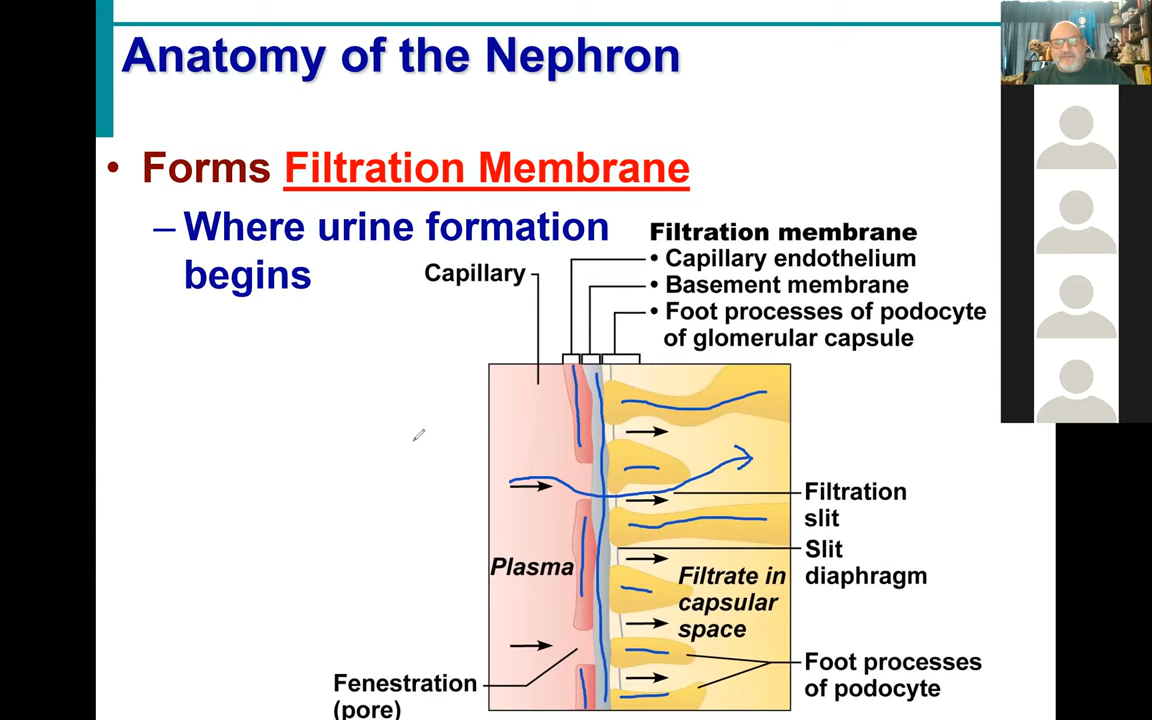 Anatomy of the Nephron
• Forms Filtration Membrane
– Where urine formation
begins
Filtration membrane
• Capillary endothelium
• Basement membrane
• Foot processes of podocyte
of glomerular capsule
Capillary
Filtration
slit
Slit
diaphragm
Plasma
Filtrate in
capsular
space
Foot processes
of podocyte
Fenestration
(pore)